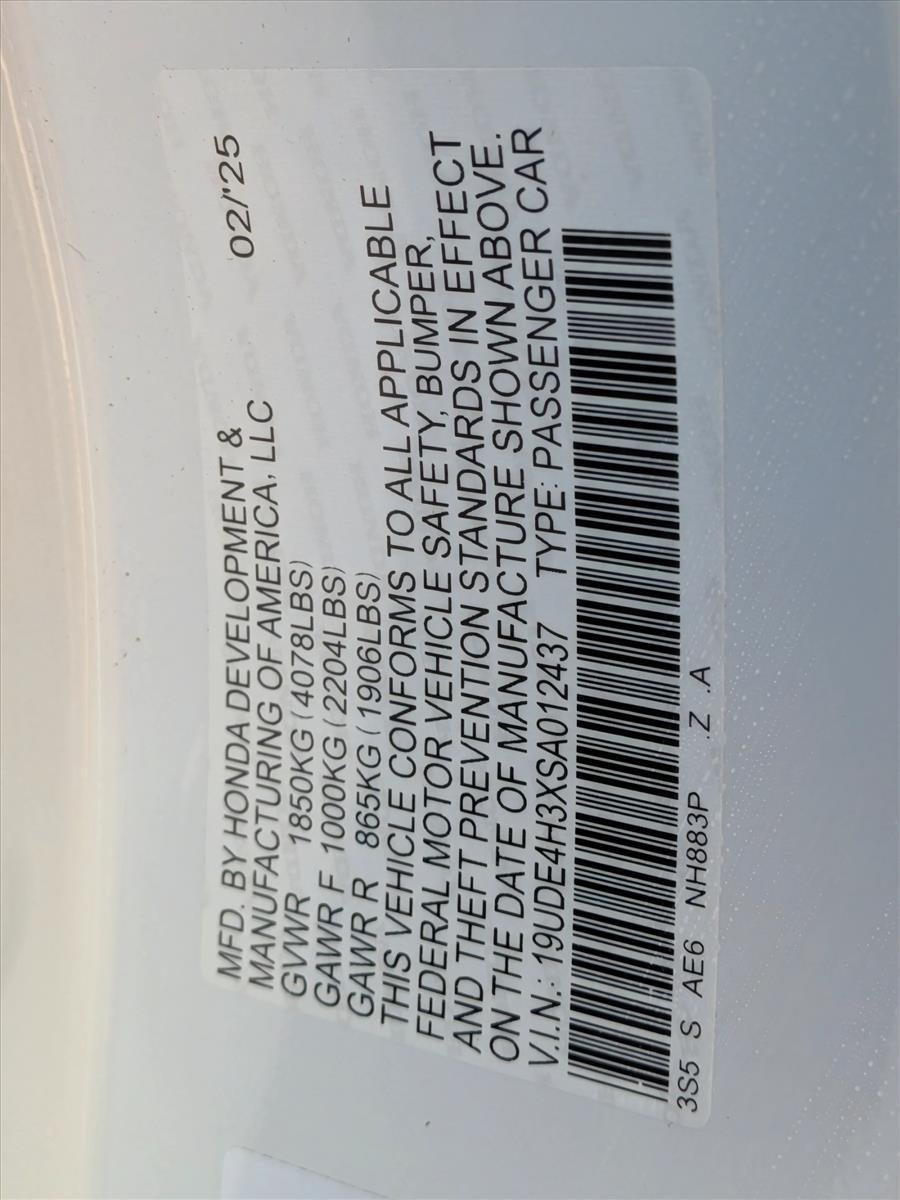 MFD. BY HONDA DEVELOPMENT & 02/'25
MANUFACTURING OF AMERICA, LLC
GVWR 1850KG (4078LBS)
GAWR F 1000KG (2204LBS)
GAWR R 865KG (1906LBS)
THIS VEHICLE CONFORMS TO ALL APPLICABLE
FEDERAL MOTOR VEHICLE SAFETY, BUMPER,
AND THEFT PREVENTION STANDARDS IN EFFECT
ON THE DATE OF MANUFACTURE SHOWN ABOVE.
V.I.N.: 19UDE4H3XSA012437 TYPE: PASSENGER CAR
3S5 S AE6 NH883P .Z .A